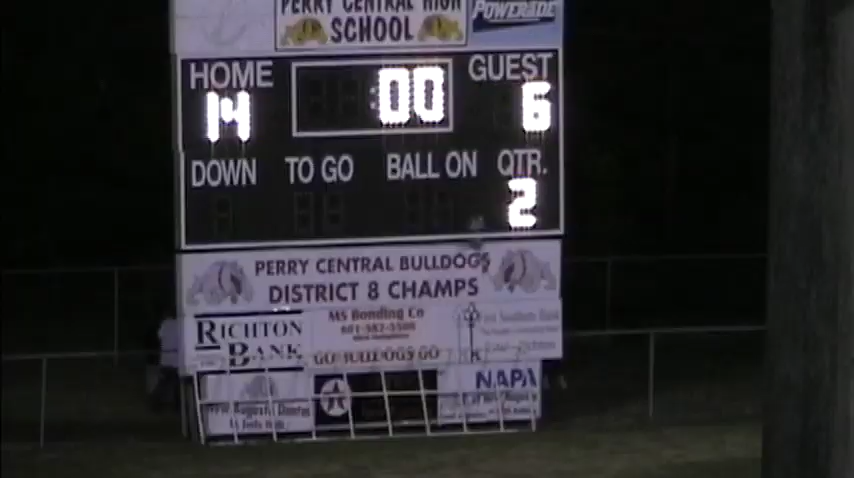 PERRY CENTRAL HIGH
SCHOOL
POWERADE
HOME :00 GUEST
14 6
DOWN TO GO BALL ON QTR.
2
PERRY CENTRAL BULLDOGS
DISTRICT 8 CHAMPS
RICHTON
BANK
MS Bonding Co
GO BULLDOGS GO
NAPA